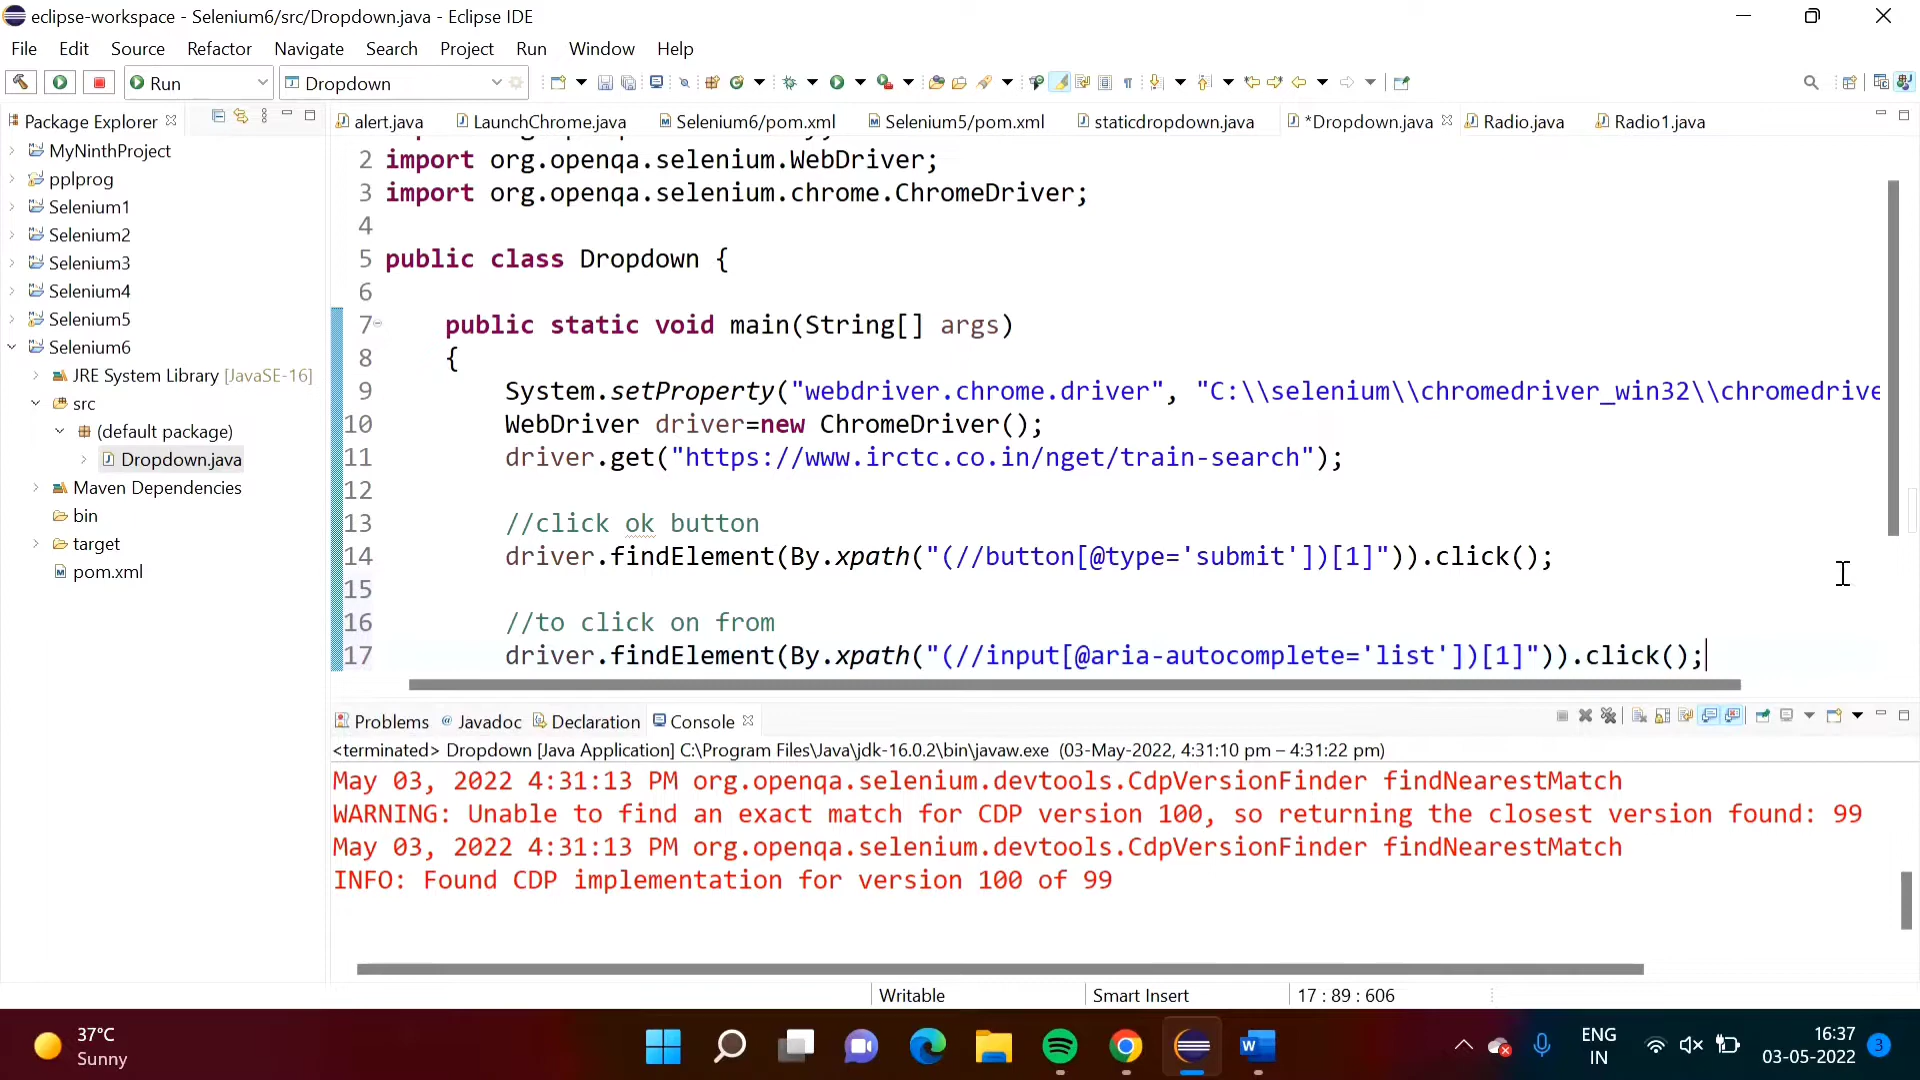 eclipse-workspace - Selenium6/src/Dropdown.java - Eclipse IDE
File Edit Source Refactor Navigate Search Project Run Window Help
Run Dropdown
Package Explorer
MyNinthProject
pplprog
Selenium1
Selenium2
Selenium3
Selenium4
Selenium5
Selenium6
JRE System Library [JavaSE-16]
src
(default package)
Dropdown.java
Maven Dependencies
bin
target
pom.xml
alert.java LaunchChrome.java Selenium6/pom.xml Selenium5/pom.xml staticdropdown.java *Dropdown.java Radio.java Radio1.java
2 import org.openqa.selenium.WebDriver;
3 import org.openqa.selenium.chrome.ChromeDriver;
4
5 public class Dropdown {
6
7 public static void main(String[] args)
8 {
9 System.setProperty("webdriver.chrome.driver", "C:\\selenium\\chromedriver_win32\\chromedrive
10 WebDriver driver=new ChromeDriver();
11 driver.get("https://www.irctc.co.in/nget/train-search");
12
13 //click ok button
14 driver.findElement(By.xpath("(//button[@type='submit'])[1]")).click();
15
16 //to click on from
17 driver.findElement(By.xpath("(//input[@aria-autocomplete='list'])[1]")).click();
Problems @ Javadoc Declaration Console
<terminated> Dropdown [Java Application] C:\Program Files\Java\jdk-16.0.2\bin\javaw.exe (03-May-2022, 4:31:10 pm – 4:31:22 pm)
May 03, 2022 4:31:13 PM org.openqa.selenium.devtools.CdpVersionFinder findNearestMatch
WARNING: Unable to find an exact match for CDP version 100, so returning the closest version found: 99
May 03, 2022 4:31:13 PM org.openqa.selenium.devtools.CdpVersionFinder findNearestMatch
INFO: Found CDP implementation for version 100 of 99
Writable Smart Insert 17 : 89 : 606
37°C
Sunny
ENG
IN
16:37
03-05-2022
3